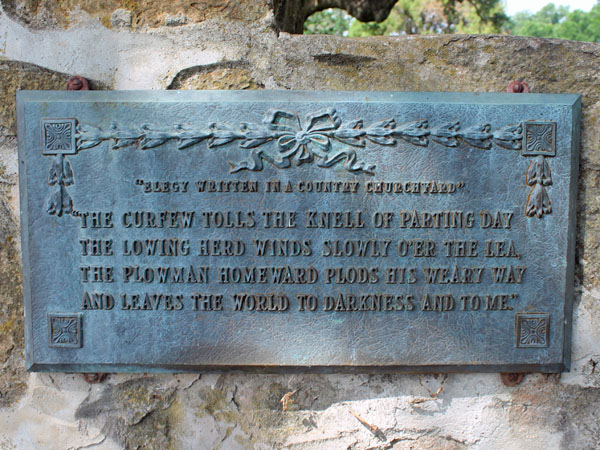 "ELEGY WRITTEN IN A COUNTRY CHURCHYARD"
"THE CURFEW TOLLS THE KNELL OF PARTING DAY
THE LOWING HERD WINDS SLOWLY O'ER THE LEA,
THE PLOWMAN HOMEWARD PLODS HIS WEARY WAY
AND LEAVES THE WORLD TO DARKNESS AND TO ME."